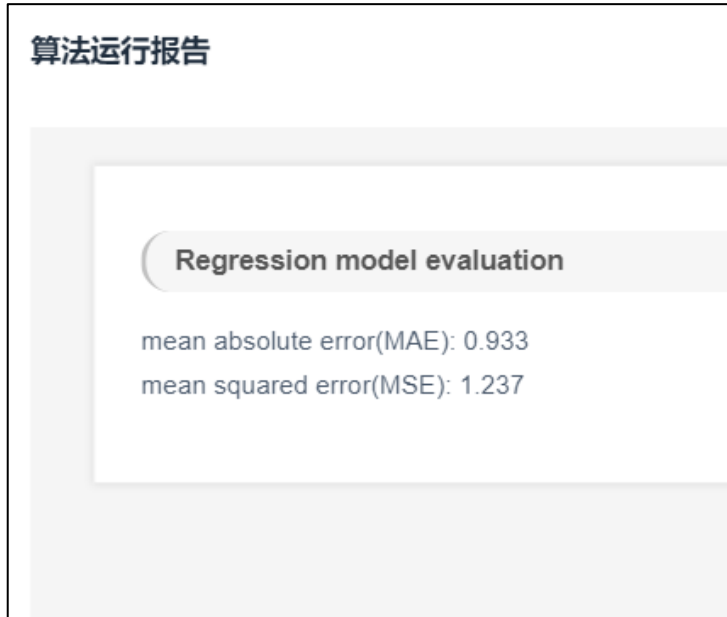 算法运行报告
Regression model evaluation
mean absolute error(MAE): 0.933
mean squared error(MSE): 1.237